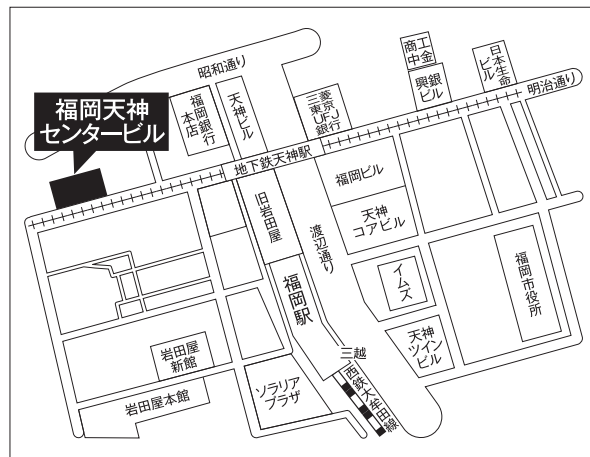 昭和通り
商工
中金
日本生命
ビル
明治通り
福岡天神
センタービル
福岡銀行
本店
天神ビル
三菱東京UFJ
銀行
興銀
ビル
地下鉄天神駅
福岡ビル
旧岩田屋
渡辺通り
天神
コアビル
福岡駅
イムズ
福岡市役所
三越
天神
ツイン
ビル
岩田屋
新館
岩田屋本館
ソラリア
プラザ
西鉄大牟田線